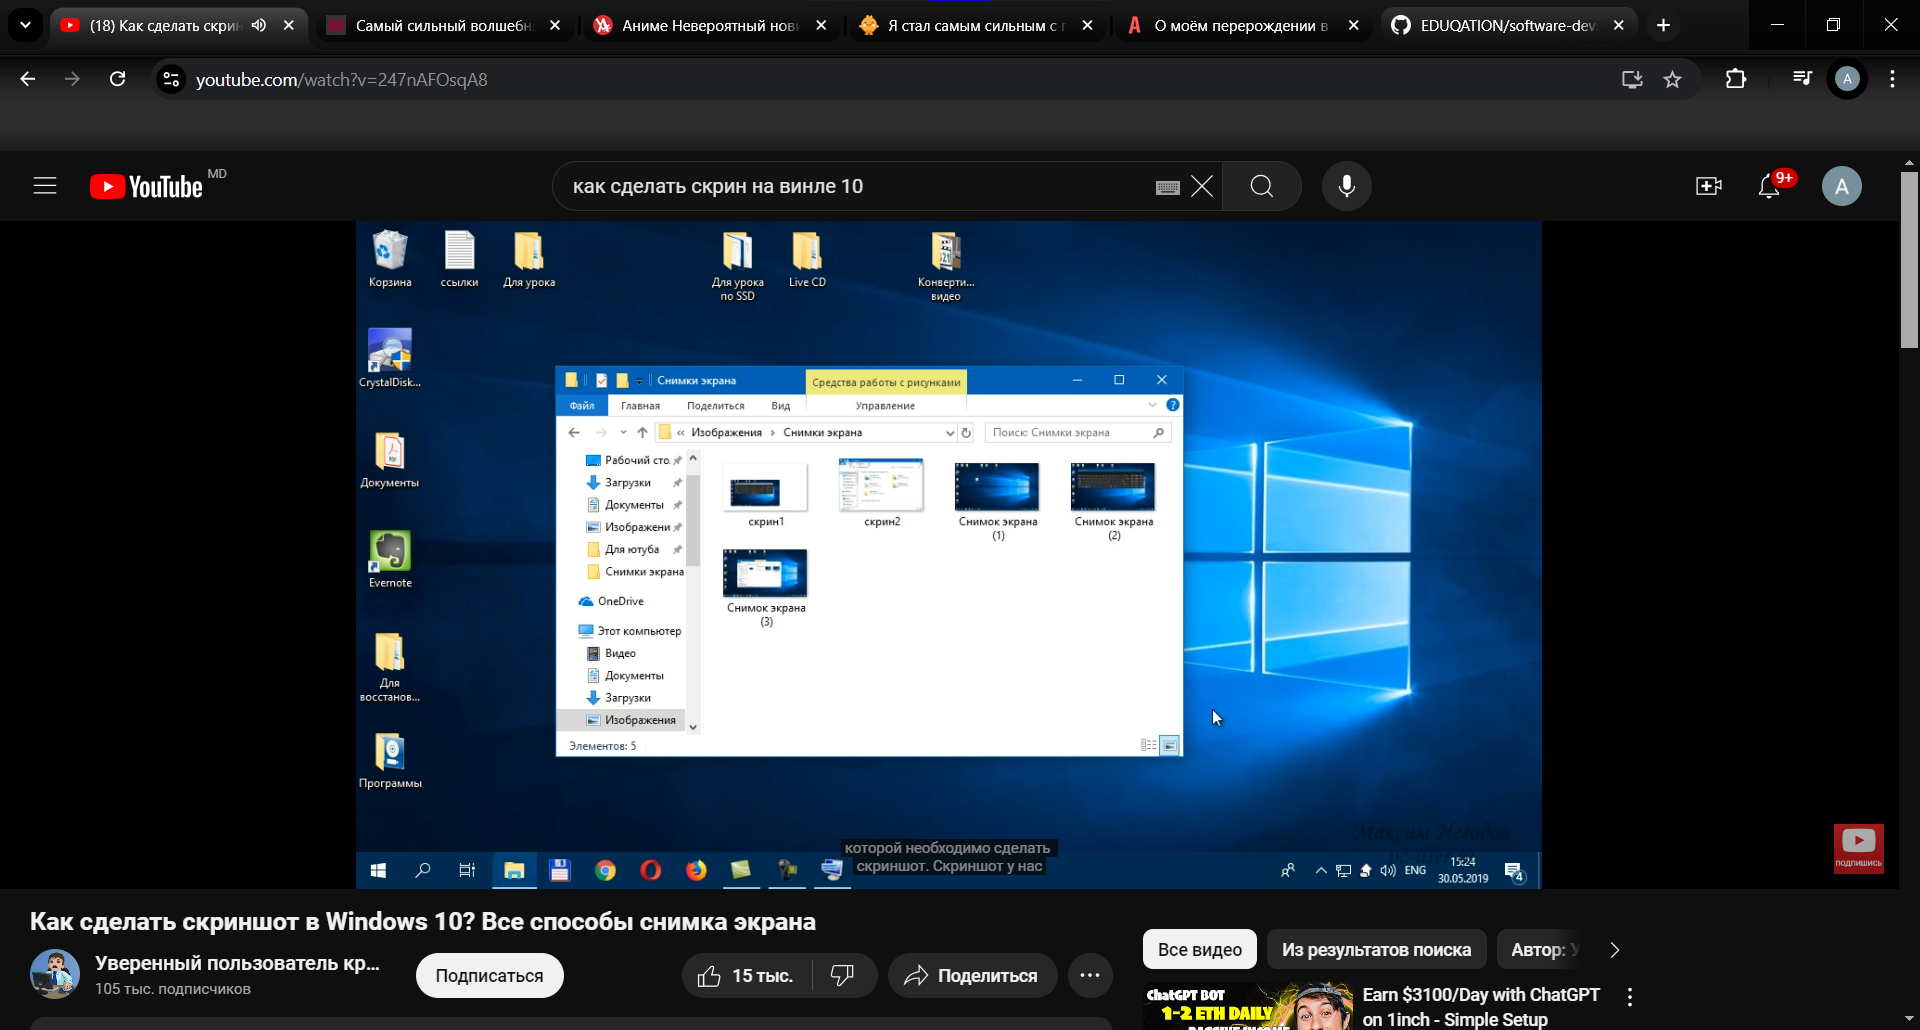 (18) Как сделать скрин
Самый сильный волшебн
Аниме Невероятный нов
Я стал самым сильным с г
О моём перерождении в
EDUQATION/software-dev
youtube.com/watch?v=247nAFOsqA8
A
YouTube MD
как сделать скрин на винле 10
9+
A
Корзина
ссылки
Для урока
Для урока
по SSD
Live CD
Конверти...
видео
CrystalDisk...
Документы
Evernote
Для
восстанов...
Программы
Снимки экрана
Средства работы с рисунками
Файл
Главная
Поделиться
Вид
Управление
« Изображения › Снимки экрана
Поиск: Снимки экрана
Рабочий сто.
Загрузки
Документы
Изображени
Для ютуба
Снимки экрана
OneDrive
Этот компьютер
Видео
Документы
Загрузки
Изображения
скрин1
скрин2
Снимок экрана
(1)
Снимок экрана
(2)
Снимок экрана
(3)
Элементов: 5
Максим Негодов
которой необходимо сделать
скриншот. Скриншот у нас
ENG
15:24
30.05.2019
4
подпишись
Как сделать скриншот в Windows 10? Все способы снимка экрана
Уверенный пользователь кр...
105 тыс. подписчиков
Подписаться
15 тыс.
Поделиться
Все видео
Из результатов поиска
Автор: У
ChatGPT BOT
1-2 ETH DAILY
Earn $3100/Day with ChatGPT
on 1inch - Simple Setup